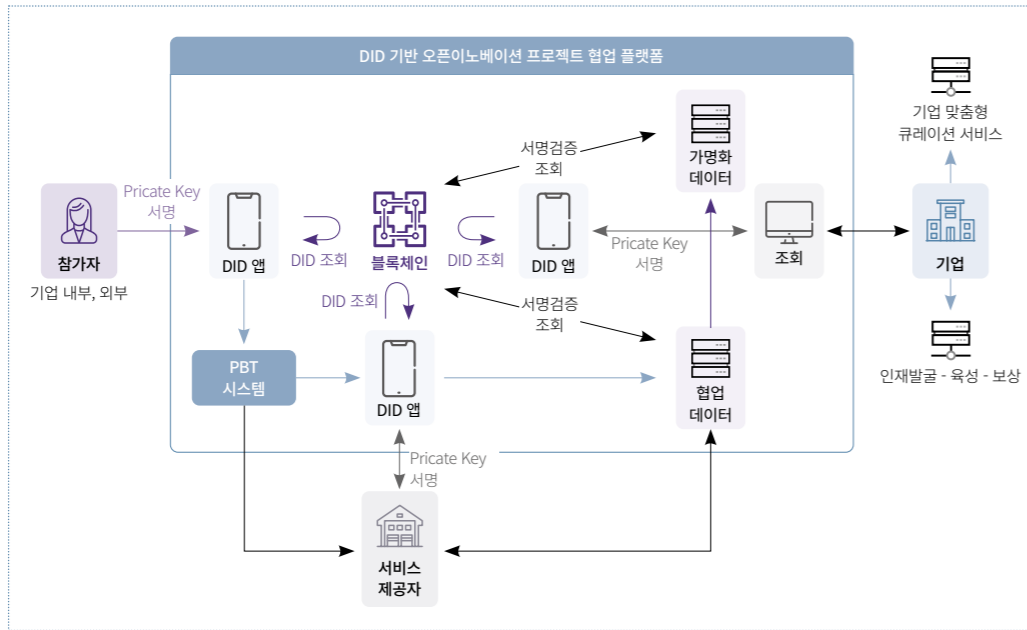 DID 기반 오픈이노베이션 프로젝트 협업 플랫폼
기업 맞춤형
큐레이션 서비스
서명검증
조회
가명화
데이터
Pricate Key
서명
참가자
기업 내부, 외부
DID 앱
DID 조회
블록체인
DID 조회
DID 앱
Pricate Key
서명
조회
기업
DID 조회
서명검증
조회
PBT
시스템
DID 앱
협업
데이터
인재발굴 - 육성 - 보상
Pricate Key
서명
서비스
제공자